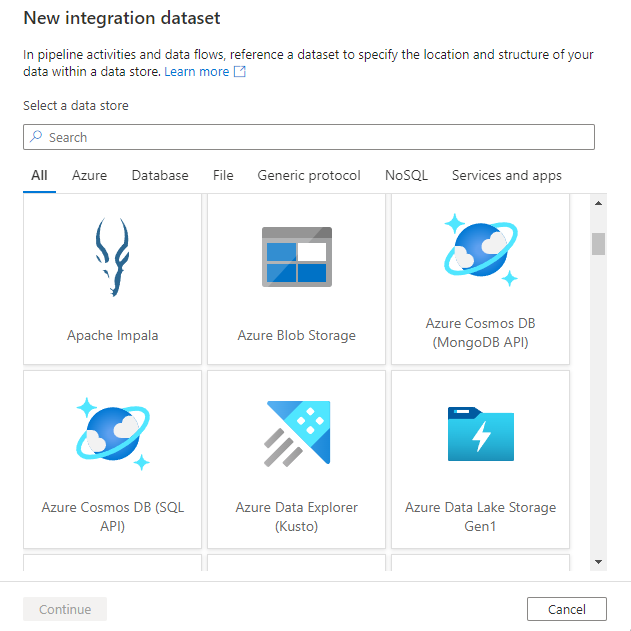 New integration dataset
In pipeline activities and data flows, reference a dataset to specify the location and structure of your
data within a data store. Learn more
Select a data store
Search
All Azure Database File Generic protocol NoSQL Services and apps
Apache Impala
Azure Blob Storage
Azure Cosmos DB
(MongoDB API)
Azure Cosmos DB (SQL
API)
Azure Data Explorer
(Kusto)
Azure Data Lake Storage
Gen1
Continue
Cancel